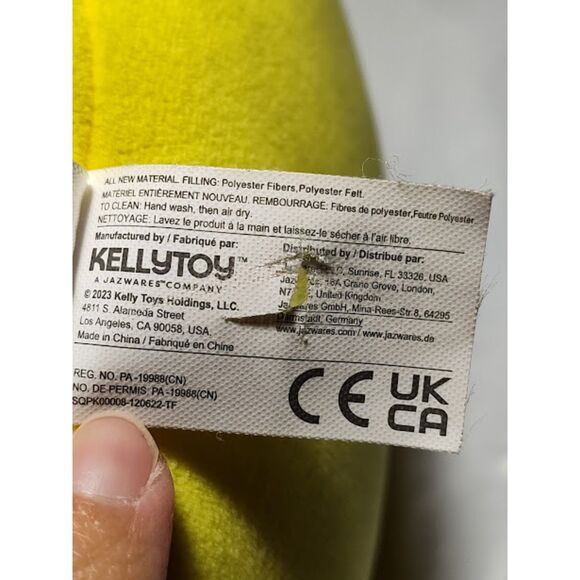 ALL NEW MATERIAL. FILLING: Polyester Fibers,Polyester Felt.
MATÉRIEL ENTIÈREMENT NOUVEAU. REMBOURRAGE: Fibres de polyester,Feutre Polyester.
TO CLEAN: Hand wash, then air dry.
NETTOYAGE: Lavez le produit à la main et laissez-le sécher à l'air libre.
Manufactured by / Fabriqué par:
KELLYTOY™
A JAZWARES™ COMPANY
© 2023 Kelly Toys Holdings, LLC.
4811 S. Alameda Street
Los Angeles, CA 90058, USA.
Made in China / Fabriqué en Chine
Distributed by / Distribué par:
Sunrise, FL 33326, USA
Crane Grove, London,
United Kingdom
GmbH, Mina-Rees-Str. 8, 64295
Darmstadt, Germany
www.jazwares.com / www.jazwares.de
REG. NO. PA-19988(CN)
NO. DE PERMIS: PA-19988(CN)
SQPK00008-120622-TF
CE
UK
CA